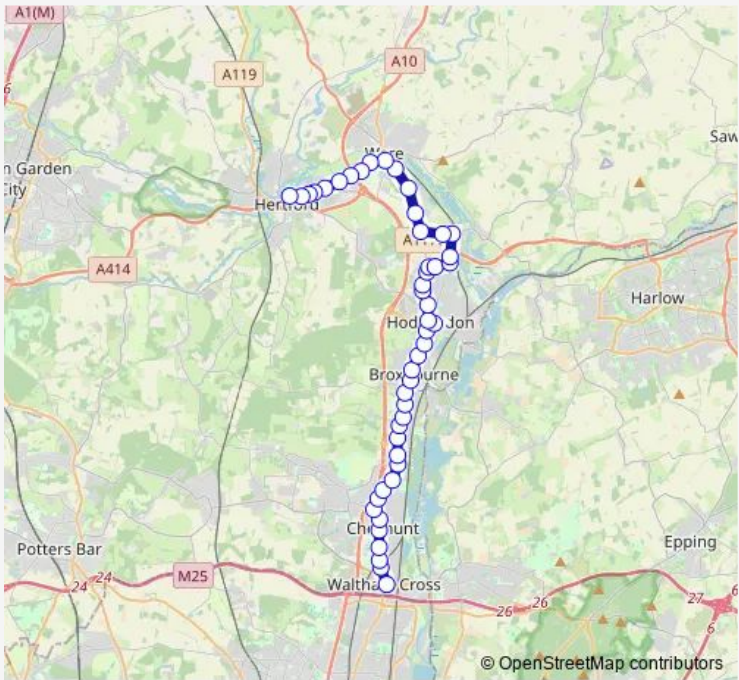 A1(M)
6
A10
A119
Saw
n Garden
City
Ware
Hertford
A414
Harlow
Hoddesdon
Broxbourne
Cheshunt
Potters Bar
Epping
M25
24
24
Waltham Cross
26
26
27
6
6
© OpenStreetMap contributors